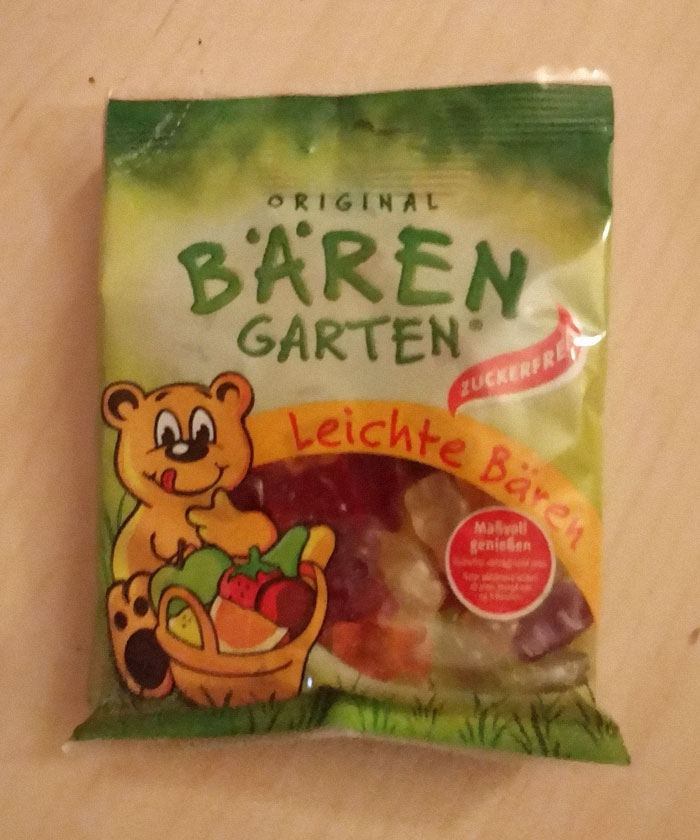 ORIGINAL
BÄREN
GARTEN®
ZUCKERFREI
Leichte Bären
Maßvoll
genießen